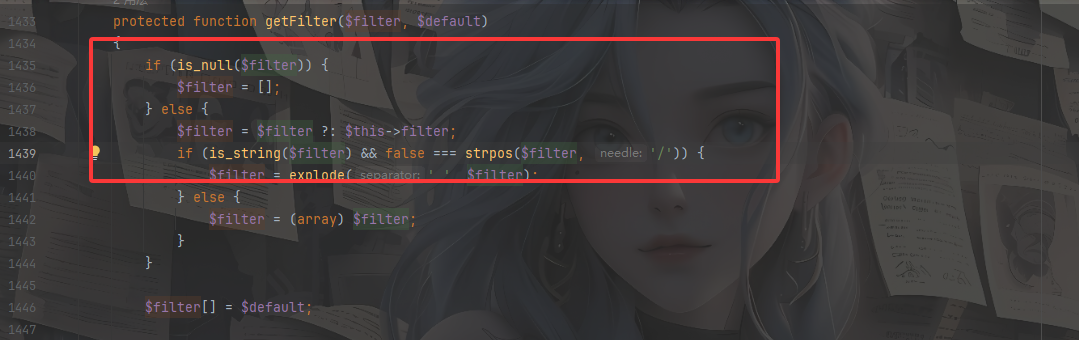 1433 protected function getFilter($filter, $default)
1434 {
1435 if (is_null($filter)) {
1436 $filter = [];
1437 } else {
1438 $filter = $filter ?: $this->filter;
1439 if (is_string($filter) && false === strpos($filter, needle: '/')) {
1440 $filter = explode( separator: ',', $filter);
1441 } else {
1442 $filter = (array) $filter;
1443 }
1444 }
1445
1446 $filter[] = $default;
1447